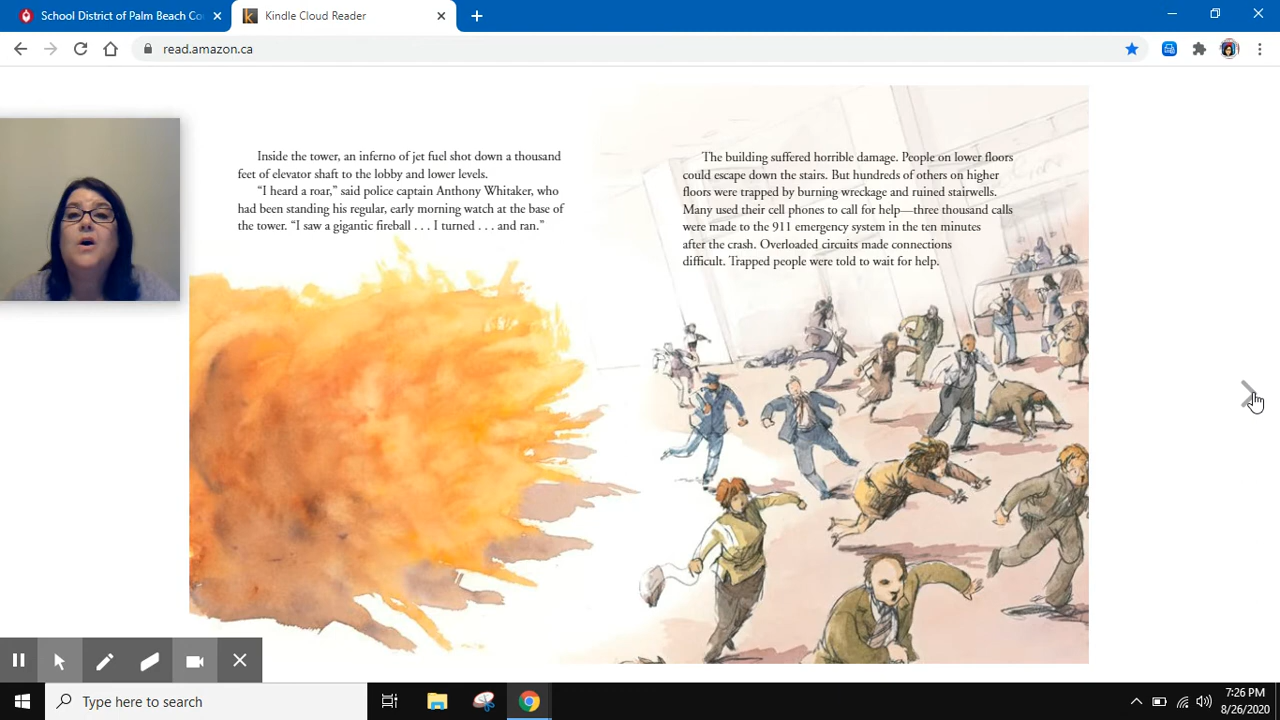 School District of Palm Beach Co
Kindle Cloud Reader
read.amazon.ca
Inside the tower, an inferno of jet fuel shot down a thousand
feet of elevator shaft to the lobby and lower levels.
“I heard a roar,” said police captain Anthony Whitaker, who
had been standing his regular, early morning watch at the base of
the tower. “I saw a gigantic fireball . . . I turned . . . and ran.”
The building suffered horrible damage. People on lower floors
could escape down the stairs. But hundreds of others on higher
floors were trapped by burning wreckage and ruined stairwells.
Many used their cell phones to call for help—three thousand calls
were made to the 911 emergency system in the ten minutes
after the crash. Overloaded circuits made connections
difficult. Trapped people were told to wait for help.
Type here to search
7:26 PM
8/26/2020